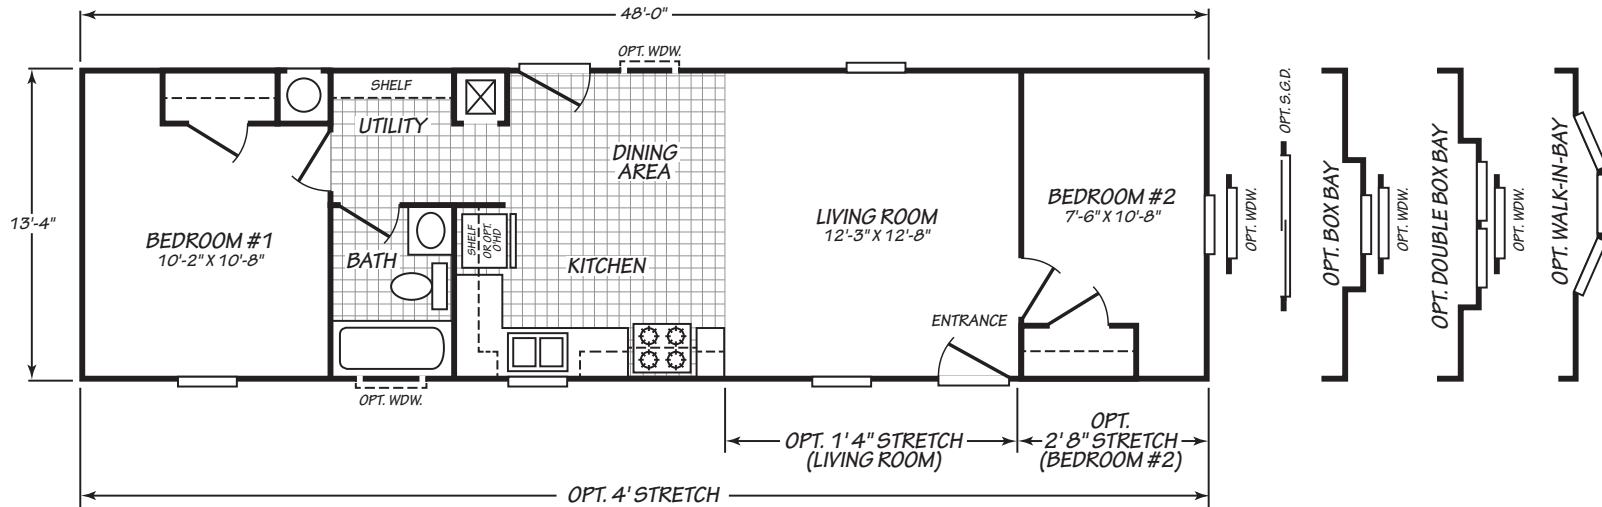 48'-0"
OPT. WDW.
SHELF
UTILITY
DINING
AREA
13'-4"
BEDROOM #1
10'-2" X 10'-8"
BATH
SHELF
OR OPT.
O'HD
KITCHEN
LIVING ROOM
12'-3" X 12'-8"
BEDROOM #2
7'-6" X 10'-8"
ENTRANCE
OPT. WDW.
OPT. WDW.
OPT. S.G.D.
OPT. BOX BAY
OPT. WDW.
OPT. DOUBLE BOX BAY
OPT. WDW.
OPT. WALK-IN-BAY
OPT. 1' 4" STRETCH
(LIVING ROOM)
OPT.
2' 8" STRETCH
(BEDROOM #2)
OPT. 4' STRETCH